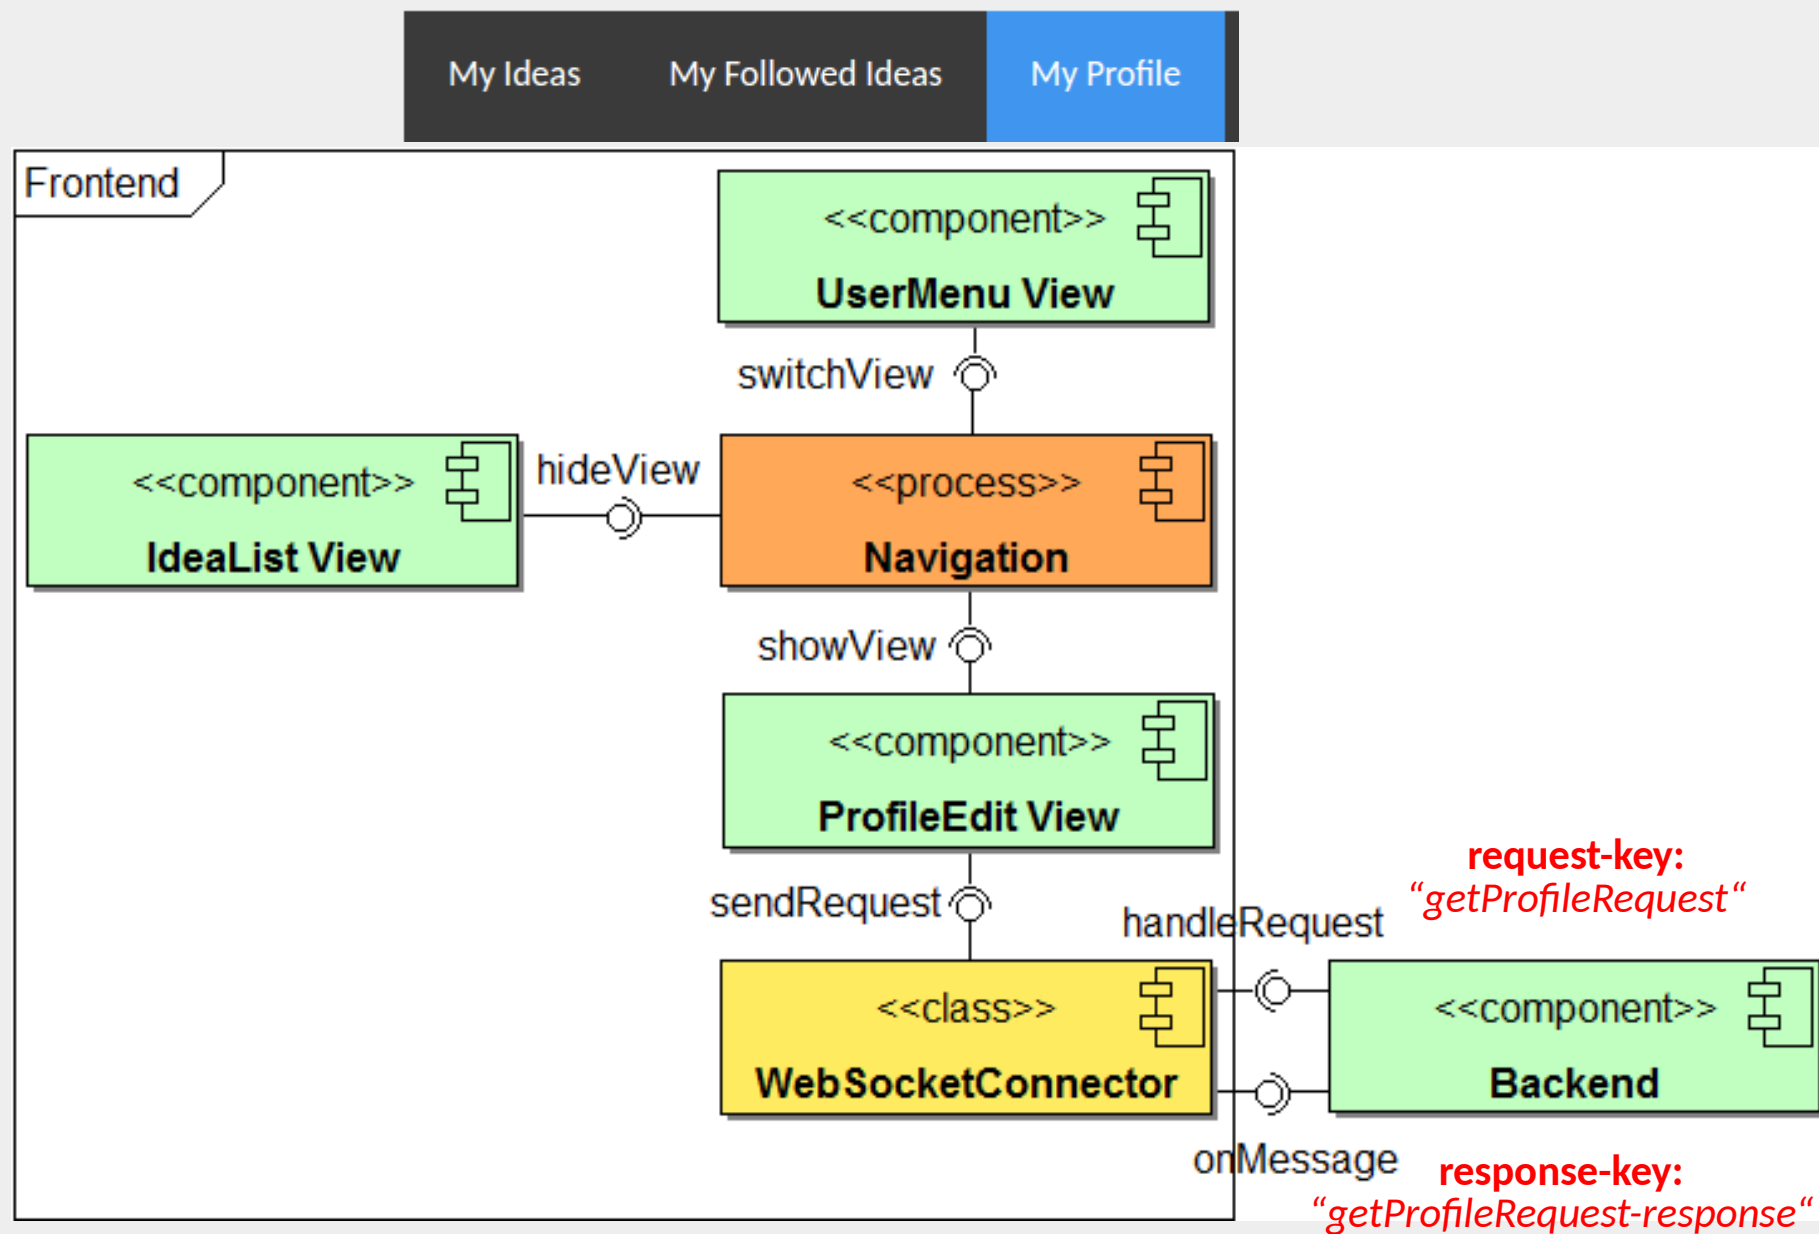 My Ideas My Followed Ideas My Profile
Frontend
<<component>>
UserMenu View
switchView
<<component>>
IdeaList View
hideView
<<process>>
Navigation
showView
<<component>>
ProfileEdit View
sendRequest
request-key:
“getProfileRequest“
handleRequest
<<class>>
WebSocketConnector
<<component>>
Backend
onMessage
response-key:
“getProfileRequest-response“